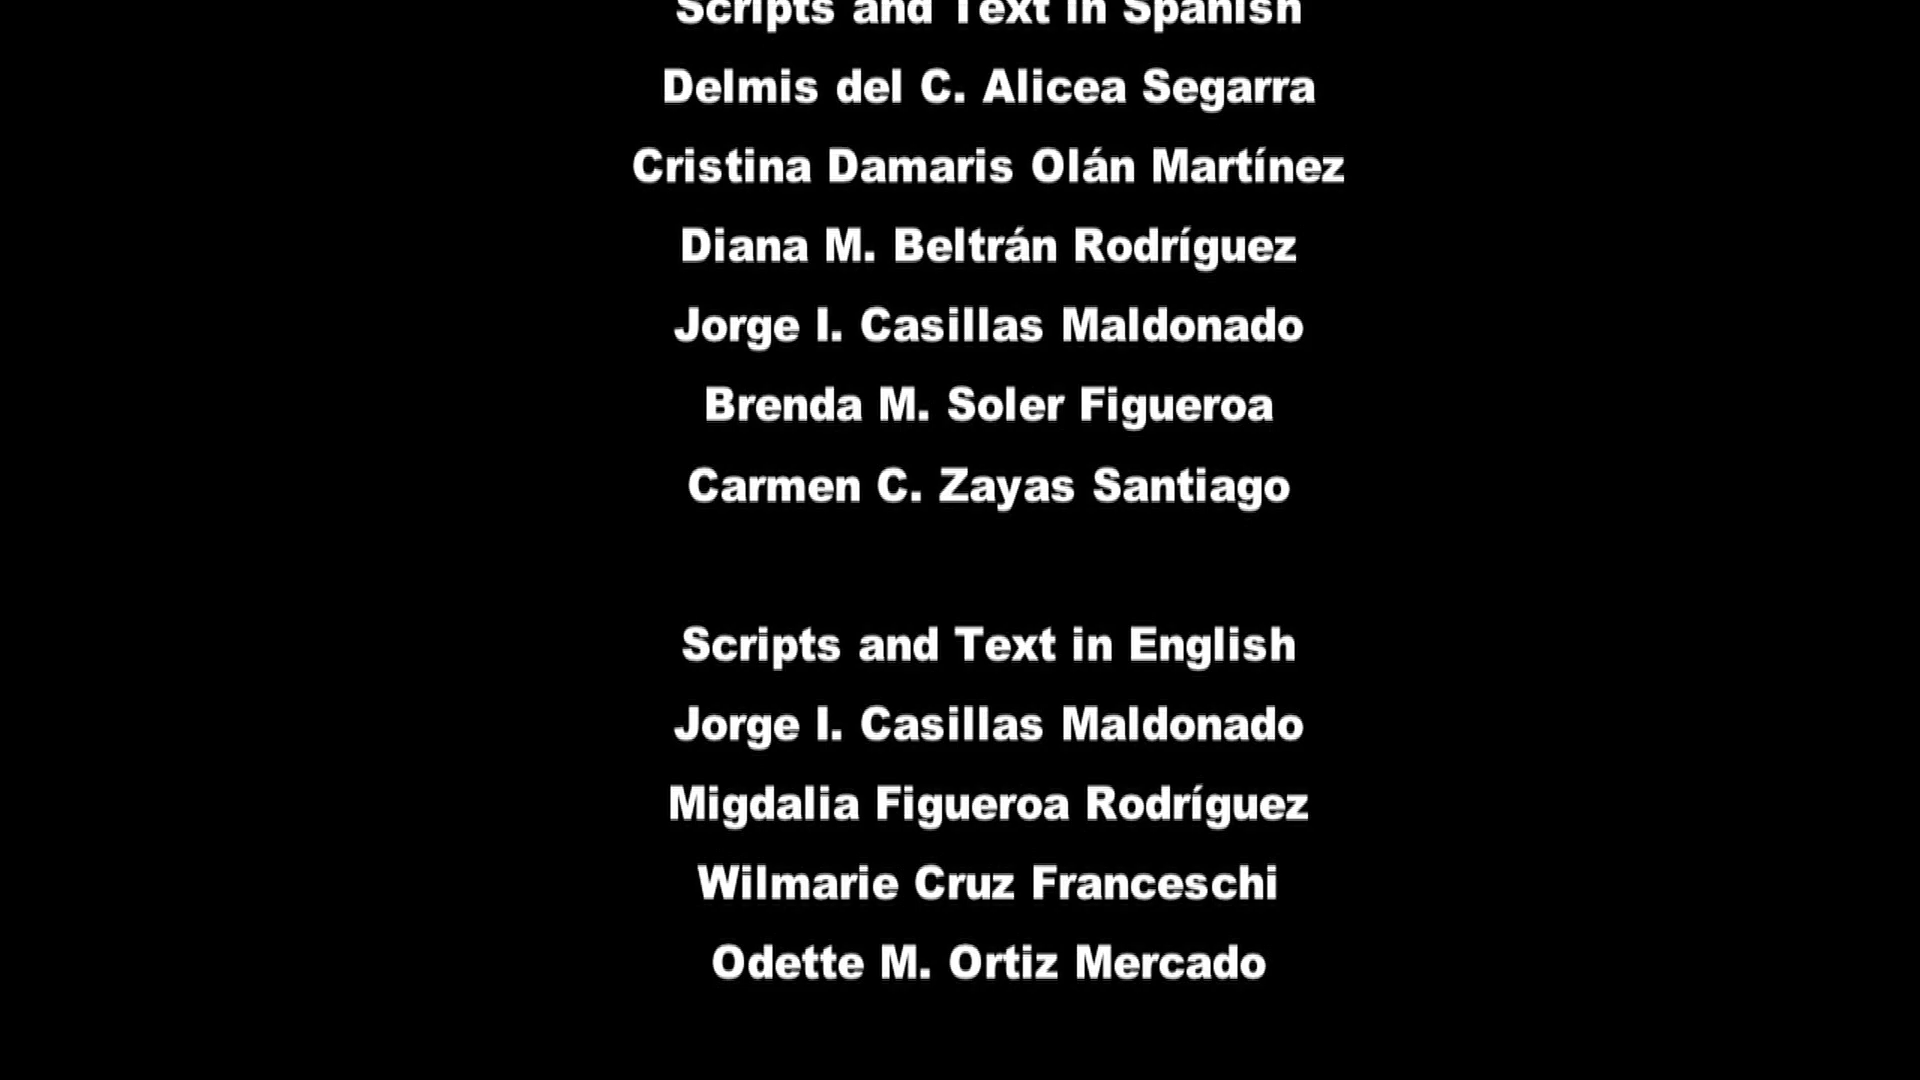 Scripts and Text in Spanish
Delmis del C. Alicea Segarra
Cristina Damaris Olán Martínez
Diana M. Beltrán Rodríguez
Jorge I. Casillas Maldonado
Brenda M. Soler Figueroa
Carmen C. Zayas Santiago
Scripts and Text in English
Jorge I. Casillas Maldonado
Migdalia Figueroa Rodríguez
Wilmarie Cruz Franceschi
Odette M. Ortiz Mercado